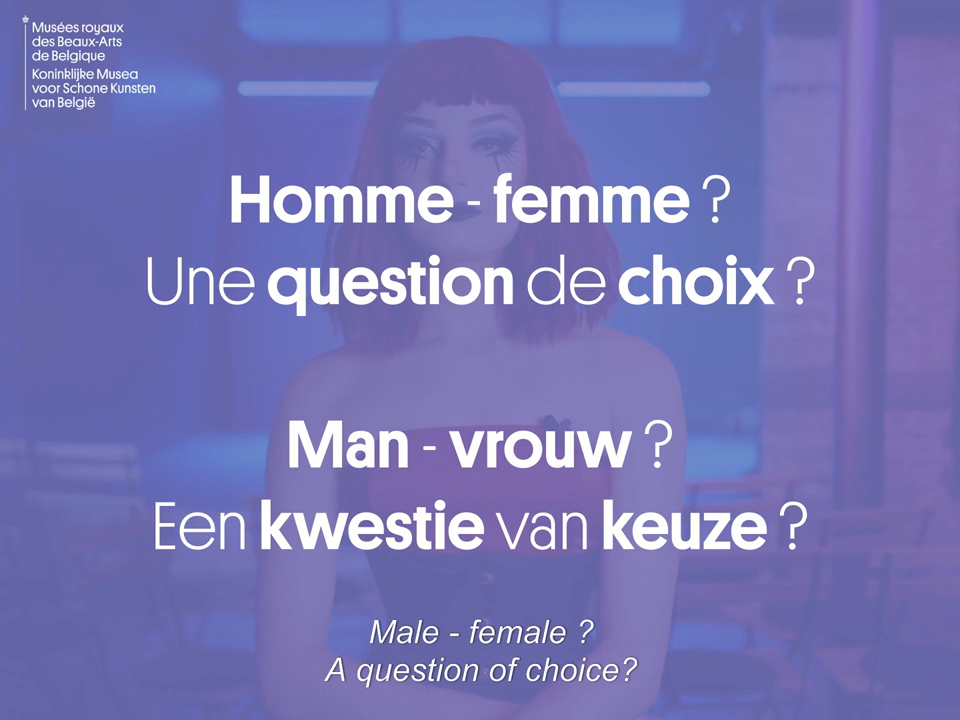 Musées royaux
des Beaux-Arts
de Belgique
Koninklijke Musea
voor Schone Kunsten
van België
Homme - femme ?
Une question de choix ?
Man - vrouw ?
Een kwestie van keuze ?
Male - female ?
A question of choice?